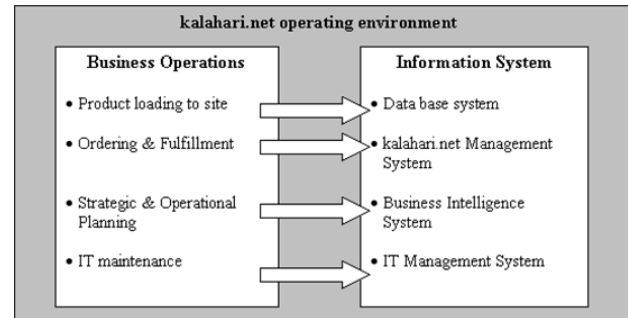 kalahari.net operating environment
Business Operations
• Product loading to site
• Ordering & Fulfillment
• Strategic & Operational
Planning
• IT maintenance
Information System
• Data base system
• kalahari.net Management
System
• Business Intelligence
System
• IT Management System